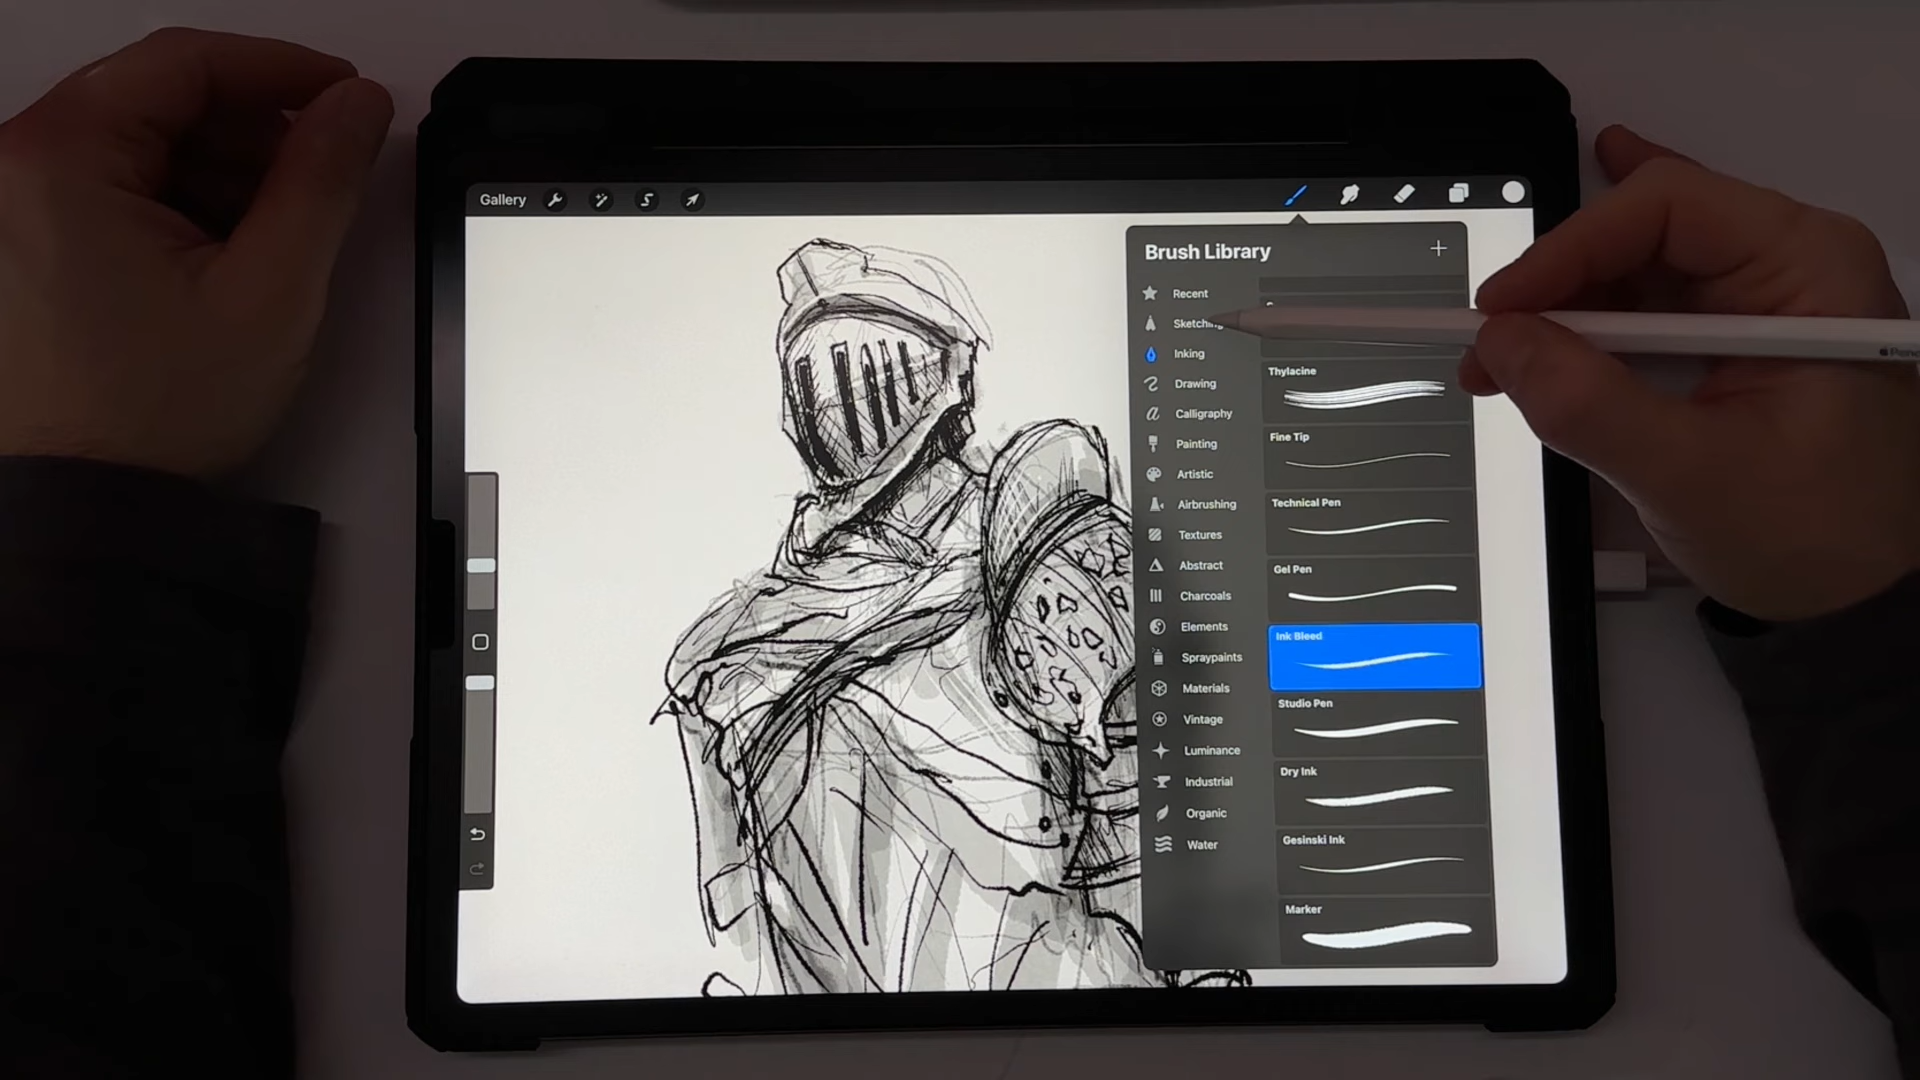 Gallery
Brush Library
Recent
Sketching
Inking
Drawing
Calligraphy
Painting
Artistic
Airbrushing
Textures
Abstract
Charcoals
Elements
Spraypaints
Materials
Vintage
Luminance
Industrial
Organic
Water
Thylacine
Fine Tip
Technical Pen
Gel Pen
Ink Bleed
Studio Pen
Dry Ink
Gesinski Ink
Marker